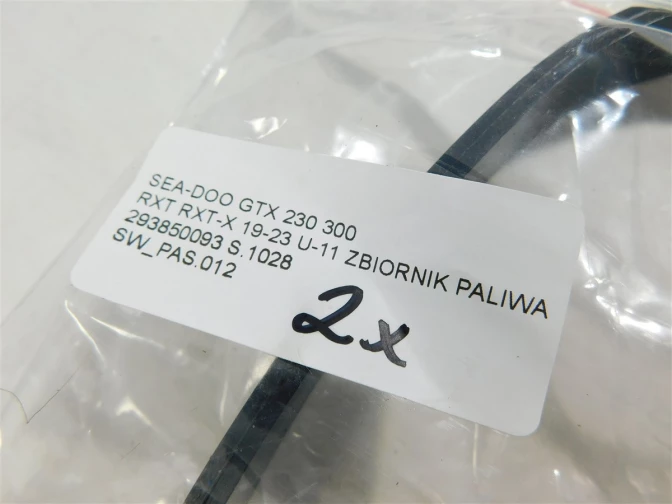 SEA-DOO GTX 230 300
RXT RXT-X 19-23 U-11 ZBIORNIK PALIWA
293850093 S.1028
SW_PAS.012
2x